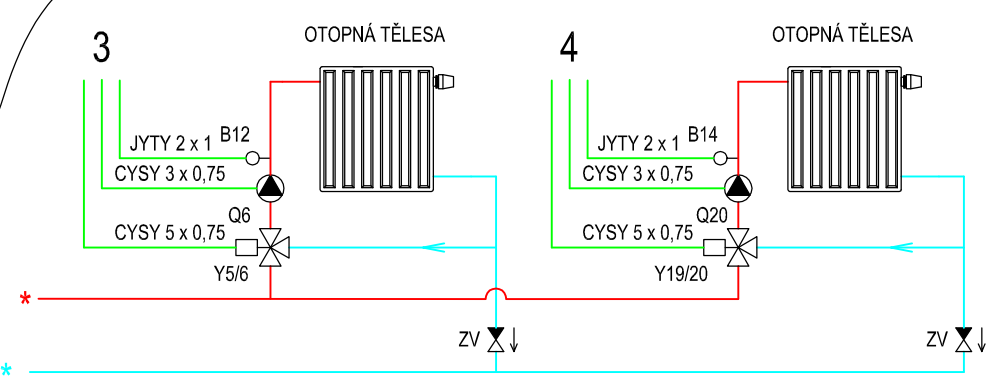 3
OTOPNÁ TĚLESA
4
OTOPNÁ TĚLESA
JYTY 2 x 1
B12
CYSY 3 x 0,75
Q6
CYSY 5 x 0,75
Y5/6
JYTY 2 x 1
B14
CYSY 3 x 0,75
Q20
CYSY 5 x 0,75
Y19/20
*
ZV
ZV
*